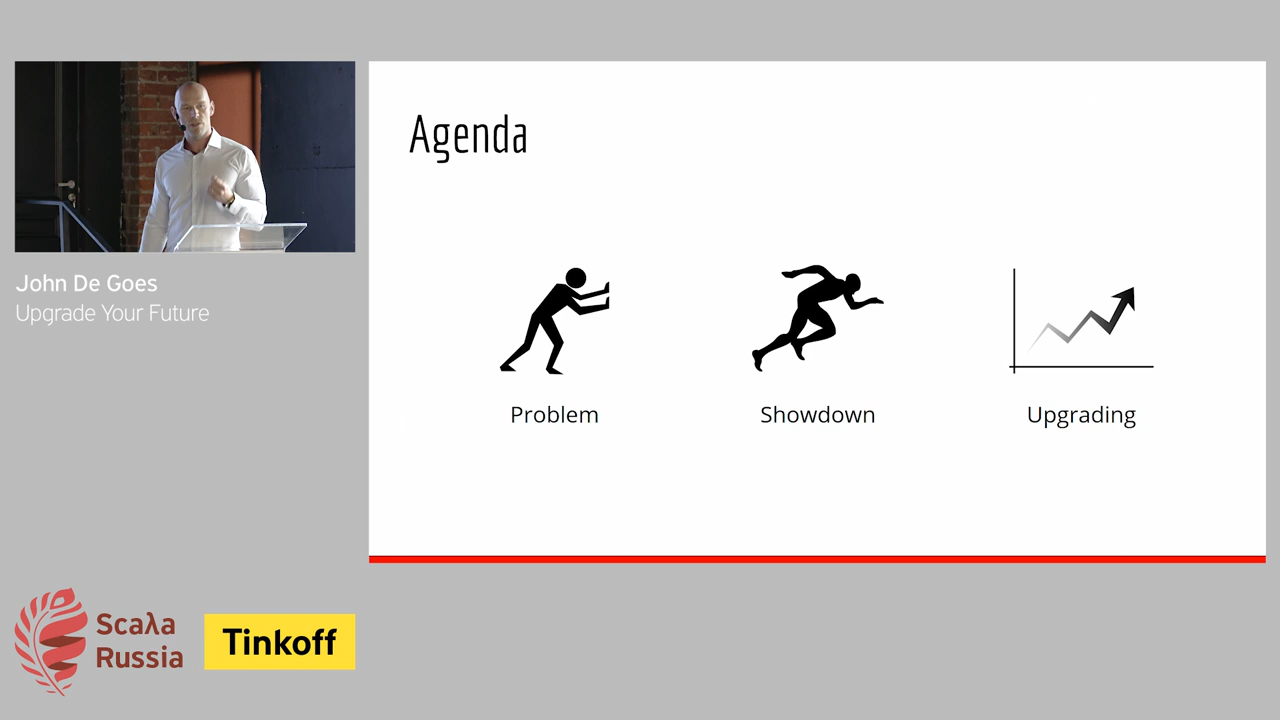 Agenda
Problem
Showdown
Upgrading
John De Goes
Upgrade Your Future
Scaλa
Russia
Tinkoff